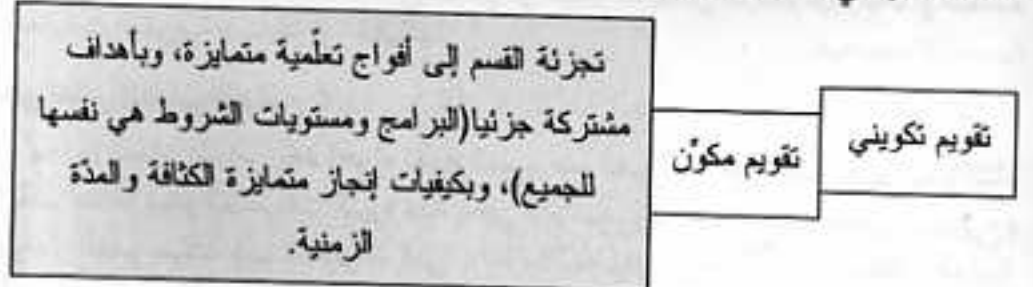 تقويم تكويني
تقويم مكوّن
تجزئة القسم إلى أفواج تعلّمية متمايزة، وبأهداف
مشتركة جزئيا(البرامج ومستويات الشروط هي نفسها
للجميع)، وبكيفيات إنجاز متمايزة الكثافة والمدّة
الزمنية.